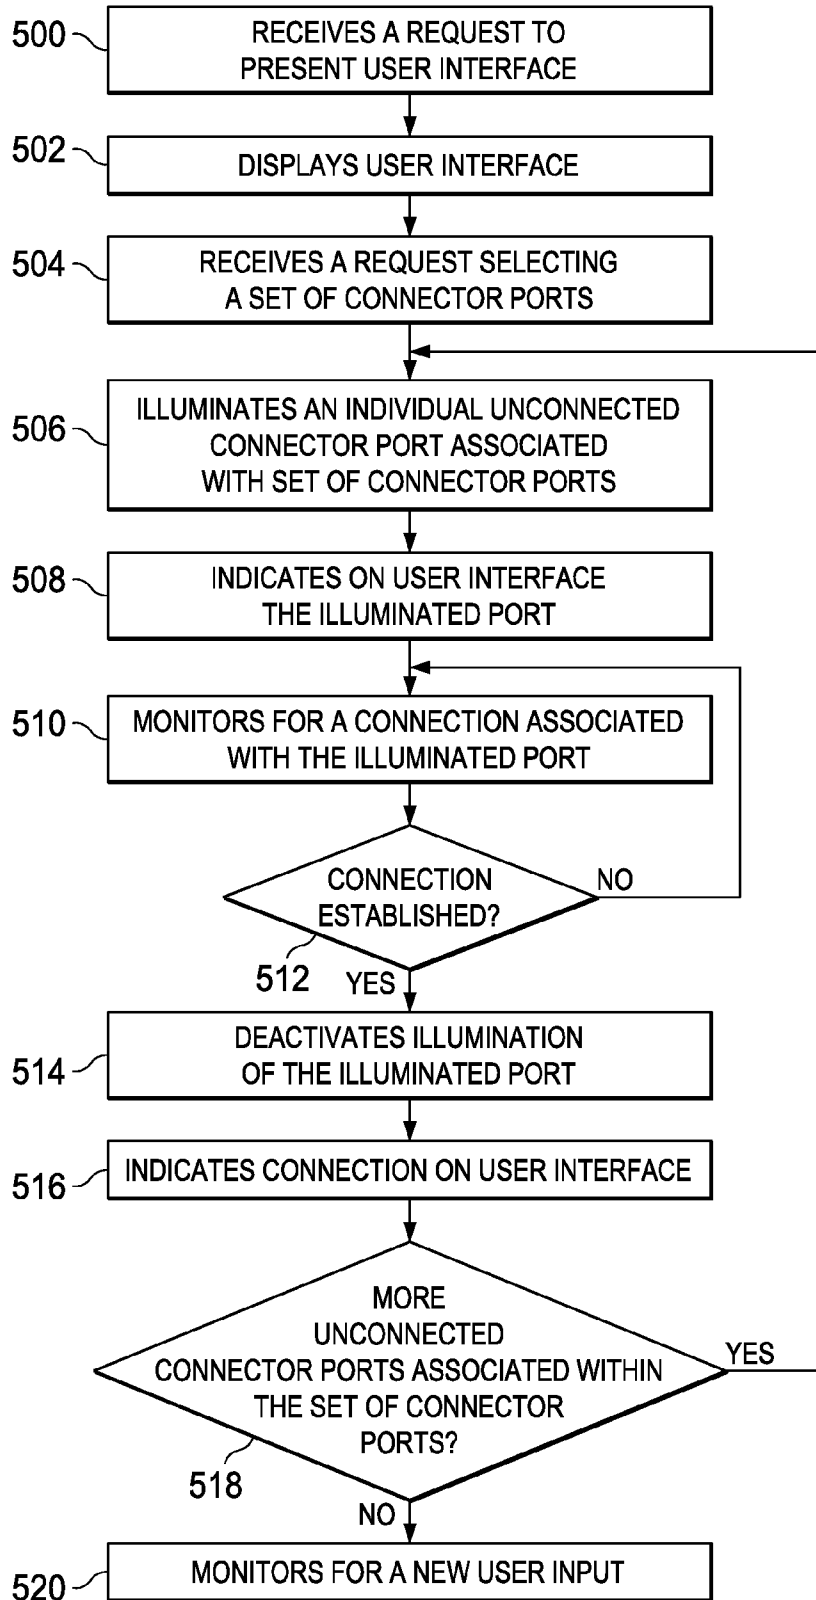 500
RECEIVES A REQUEST TO
PRESENT USER INTERFACE
502
DISPLAYS USER INTERFACE
504
RECEIVES A REQUEST SELECTING
A SET OF CONNECTOR PORTS
506
ILLUMINATES AN INDIVIDUAL UNCONNECTED
CONNECTOR PORT ASSOCIATED
WITH SET OF CONNECTOR PORTS
508
INDICATES ON USER INTERFACE
THE ILLUMINATED PORT
510
MONITORS FOR A CONNECTION ASSOCIATED
WITH THE ILLUMINATED PORT
CONNECTION
ESTABLISHED?
NO
512
YES
514
DEACTIVATES ILLUMINATION
OF THE ILLUMINATED PORT
516
INDICATES CONNECTION ON USER INTERFACE
MORE
UNCONNECTED
CONNECTOR PORTS ASSOCIATED WITHIN
THE SET OF CONNECTOR
PORTS?
YES
518
NO
520
MONITORS FOR A NEW USER INPUT